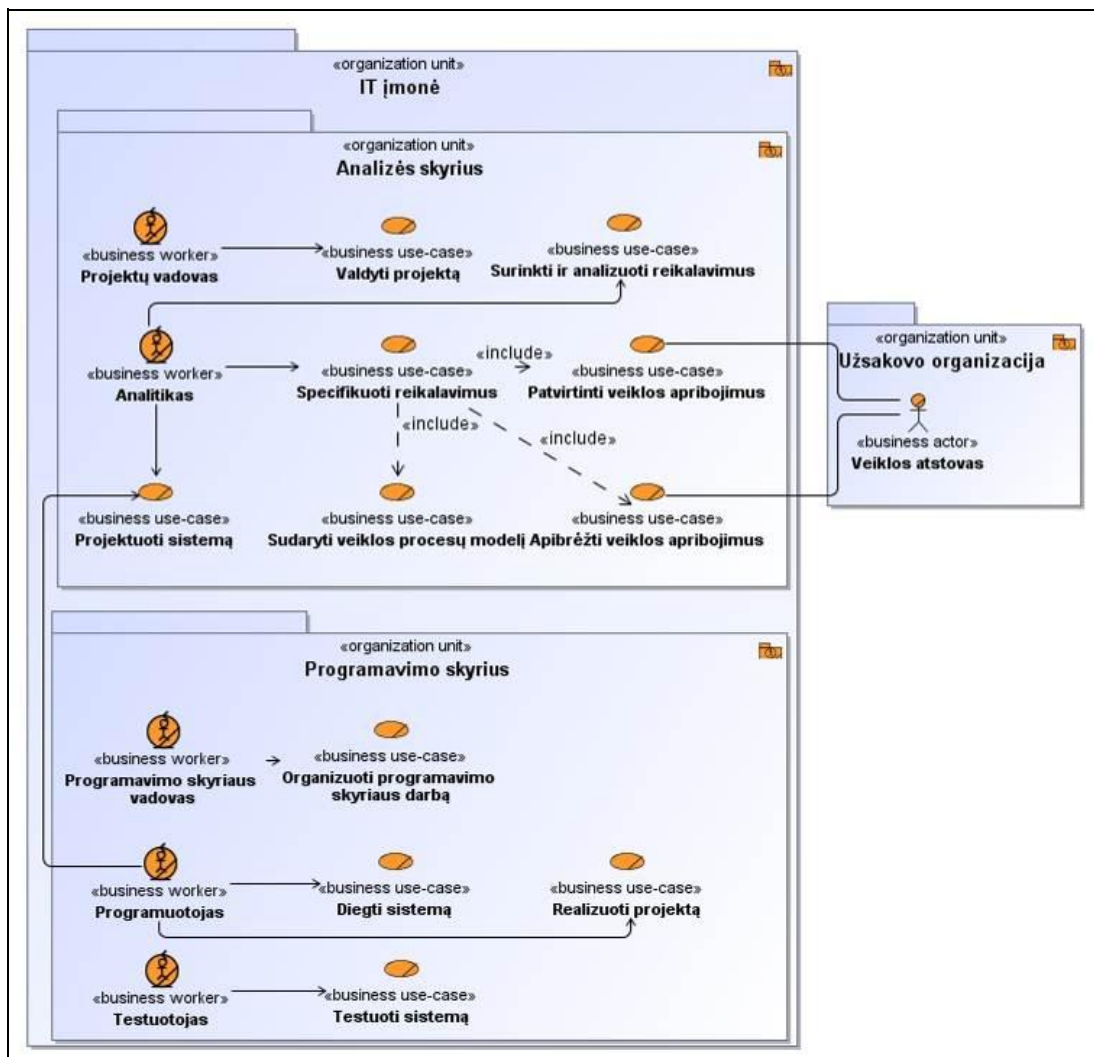 «organization unit»
IT įmonė
«organization unit»
Analizės skyrius
«business worker»
Projektų vadovas
«business use-case»
Valdyti projektą
«business use-case»
Surinkti ir analizuoti reikalavimus
«business worker»
Analitikas
«business use-case»
Specifikuoti reikalavimus
«include»
«business use-case»
Patvirtinti veiklos apribojimus
«include»
«include»
«business use-case»
Projektuoti sistemą
«business use-case»
Sudaryti veiklos procesų modelį
«business use-case»
Apibrėžti veiklos apribojimus
«organization unit»
Užsakovo organizacija
«business actor»
Veiklos atstovas
«organization unit»
Programavimo skyrius
«business worker»
Programavimo skyriaus
vadovas
«business use-case»
Organizuoti programavimo
skyriaus darbą
«business worker»
Programuotojas
«business use-case»
Diegti sistemą
«business use-case»
Realizuoti projektą
«business worker»
Testuotojas
«business use-case»
Testuoti sistemą